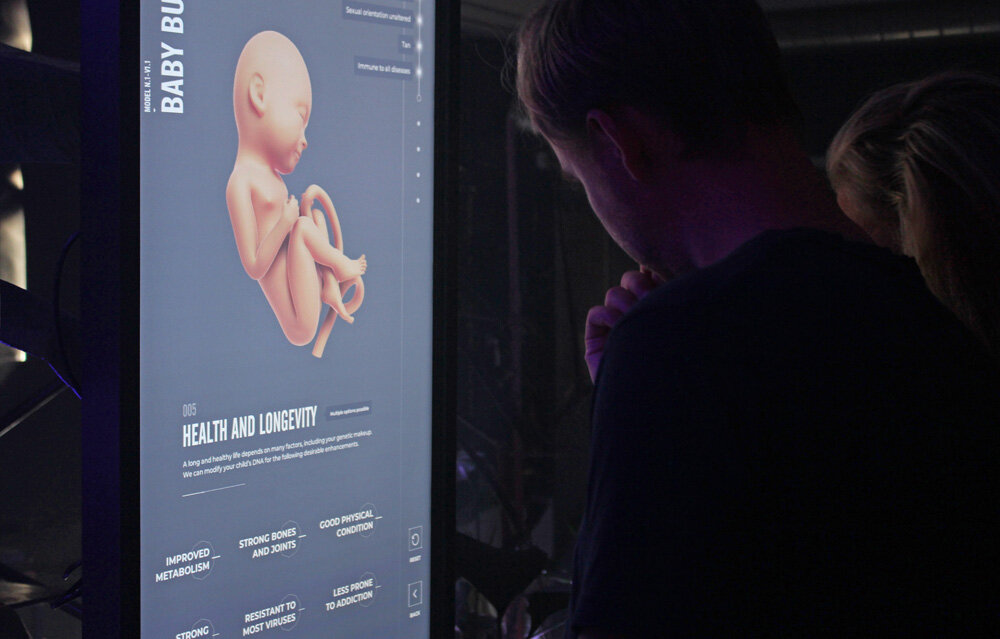 MODEL N.1-V1.1
BABY BU
Sexual orientation unaltered
Tan
Immune to all diseases
005
HEALTH AND LONGEVITY
Multiple options possible
A long and healthy life depends on many factors, including your genetic makeup.
We can modify your child's DNA for the following desirable enhancements.
IMPROVED
METABOLISM
STRONG BONES
AND JOINTS
GOOD PHYSICAL
CONDITION
RESET
STRONG
RESISTANT TO
MOST VIRUSES
LESS PRONE
TO ADDICTION
BACK